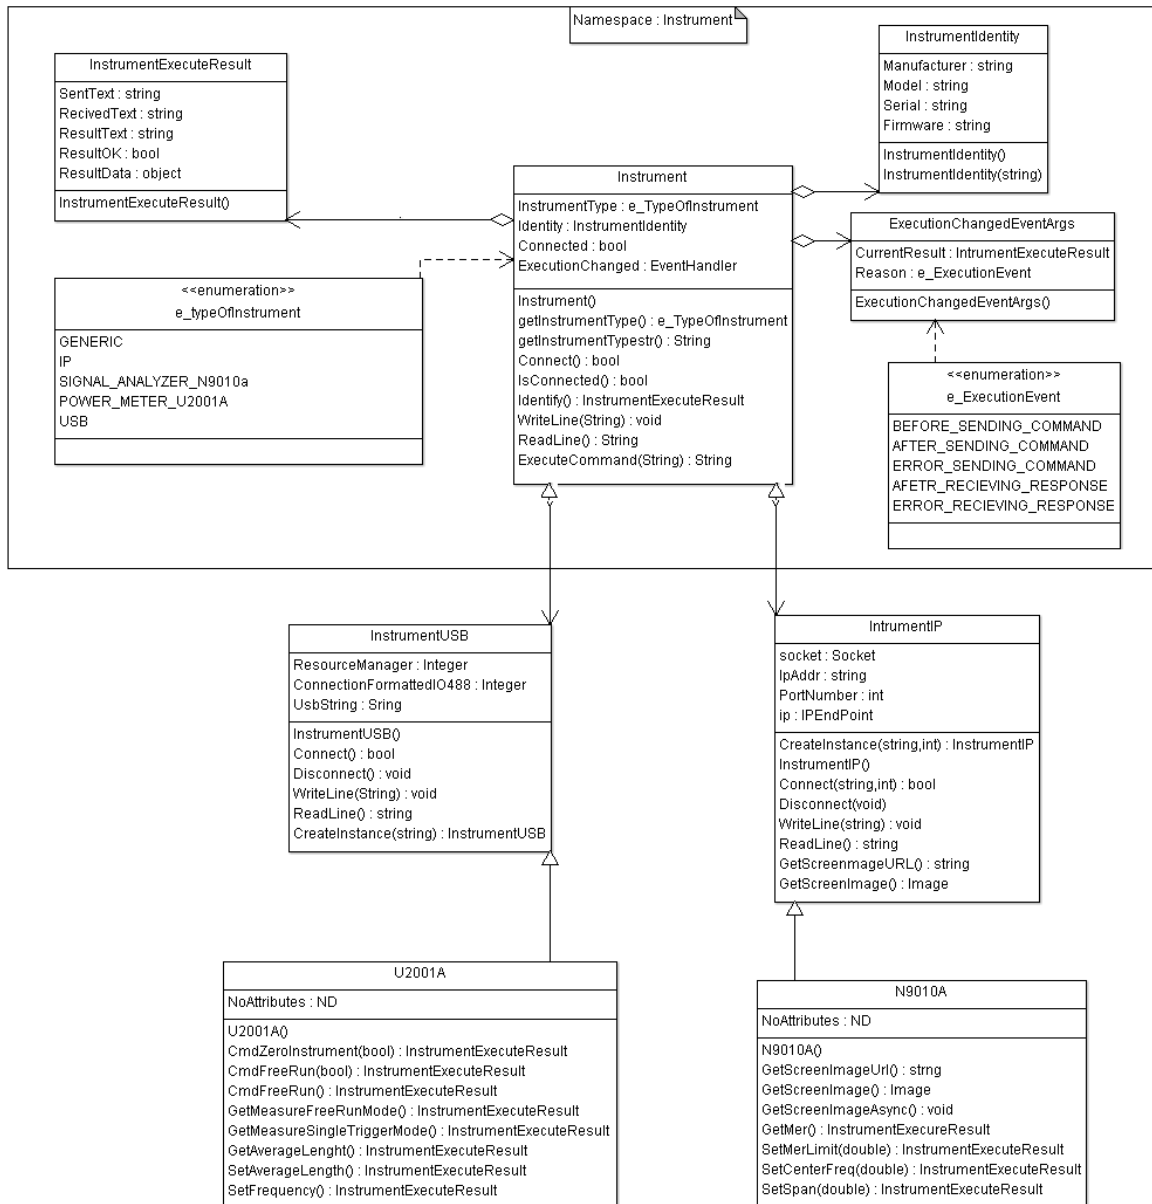 Namespace : Instrument
InstrumentExecuteResult
SentText : string
RecivedText : string
ResultText : string
ResultOK : bool
ResultData : object
InstrumentExecuteResult()
InstrumentIdentity
Manufacturer : string
Model : string
Serial : string
Firmware : string
InstrumentIdentity()
InstrumentIdentity(string)
Instrument
InstrumentType : e_TypeOfInstrument
Identity : InstrumentIdentity
Connected : bool
ExecutionChanged : EventHandler
Instrument()
getInstrumentType() : e_TypeOfInstrument
getInstrumentTypestr() : String
Connect() : bool
IsConnected() : bool
Identify() : InstrumentExecuteResult
WriteLine(String) : void
ReadLine() : String
ExecuteCommand(String) : String
ExecutionChangedEventArgs
CurrentResult : IntrumentExecuteResult
Reason : e_ExecutionEvent
ExecutionChangedEventArgs()
<<enumeration>>
e_typeOfInstrument
GENERIC
IP
SIGNAL_ANALYZER_N9010a
POWER_METER_U2001A
USB
<<enumeration>>
e_ExecutionEvent
BEFORE_SENDING_COMMAND
AFTER_SENDING_COMMAND
ERROR_SENDING_COMMAND
AFETR_RECIEVING_RESPONSE
ERROR_RECIEVING_RESPONSE
InstrumentUSB
ResourceManager : Integer
ConnectionFormattedIO488 : Integer
UsbString : Sring
InstrumentUSB()
Connect() : bool
Disconnect() : void
WriteLine(String) : void
ReadLine() : string
CreateInstance(string) : InstrumentUSB
IntrumentIP
socket : Socket
IpAddr : string
PortNumber : int
ip : IPEndPoint
CreateInstance(string,int) : InstrumentIP
InstrumentIP()
Connect(string,int) : bool
Disconnect(void)
WriteLine(string) : void
ReadLine() : string
GetScreenmageURL() : string
GetScreenImage() : Image
U2001A
NoAttributes : ND
U2001A()
CmdZeroInstrument(bool) : InstrumentExecuteResult
CmdFreeRun(bool) : InstrumentExecuteResult
CmdFreeRun() : InstrumentExecuteResult
GetMeasureFreeRunMode() : InstrumentExecuteResult
GetMeasureSingleTriggerMode() : InstrumentExecuteResult
GetAverageLenght() : InstrumentExecuteResult
SetAverageLength() : InstrumentExecuteResult
SetFrequency() : InstrumentExecuteResult
N9010A
NoAttributes : ND
N9010A()
GetScreenImageUrl() : strng
GetScreenImage() : Image
GetScreenImageAsync() : void
GetMer() : InstrumentExecureResult
SetMerLimit(double) : InstrumentExecuteResult
SetCenterFreq(double) : InstrumentExecuteResult
SetSpan(double) : InstrumentExecuteResult